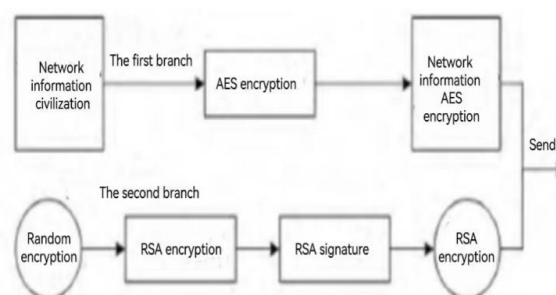 Network
information
civilization
The first branch
AES encryption
Network
information
AES
encryption
Send
The second branch
Random
encryption
RSA encryption
RSA signature
RSA
encryption